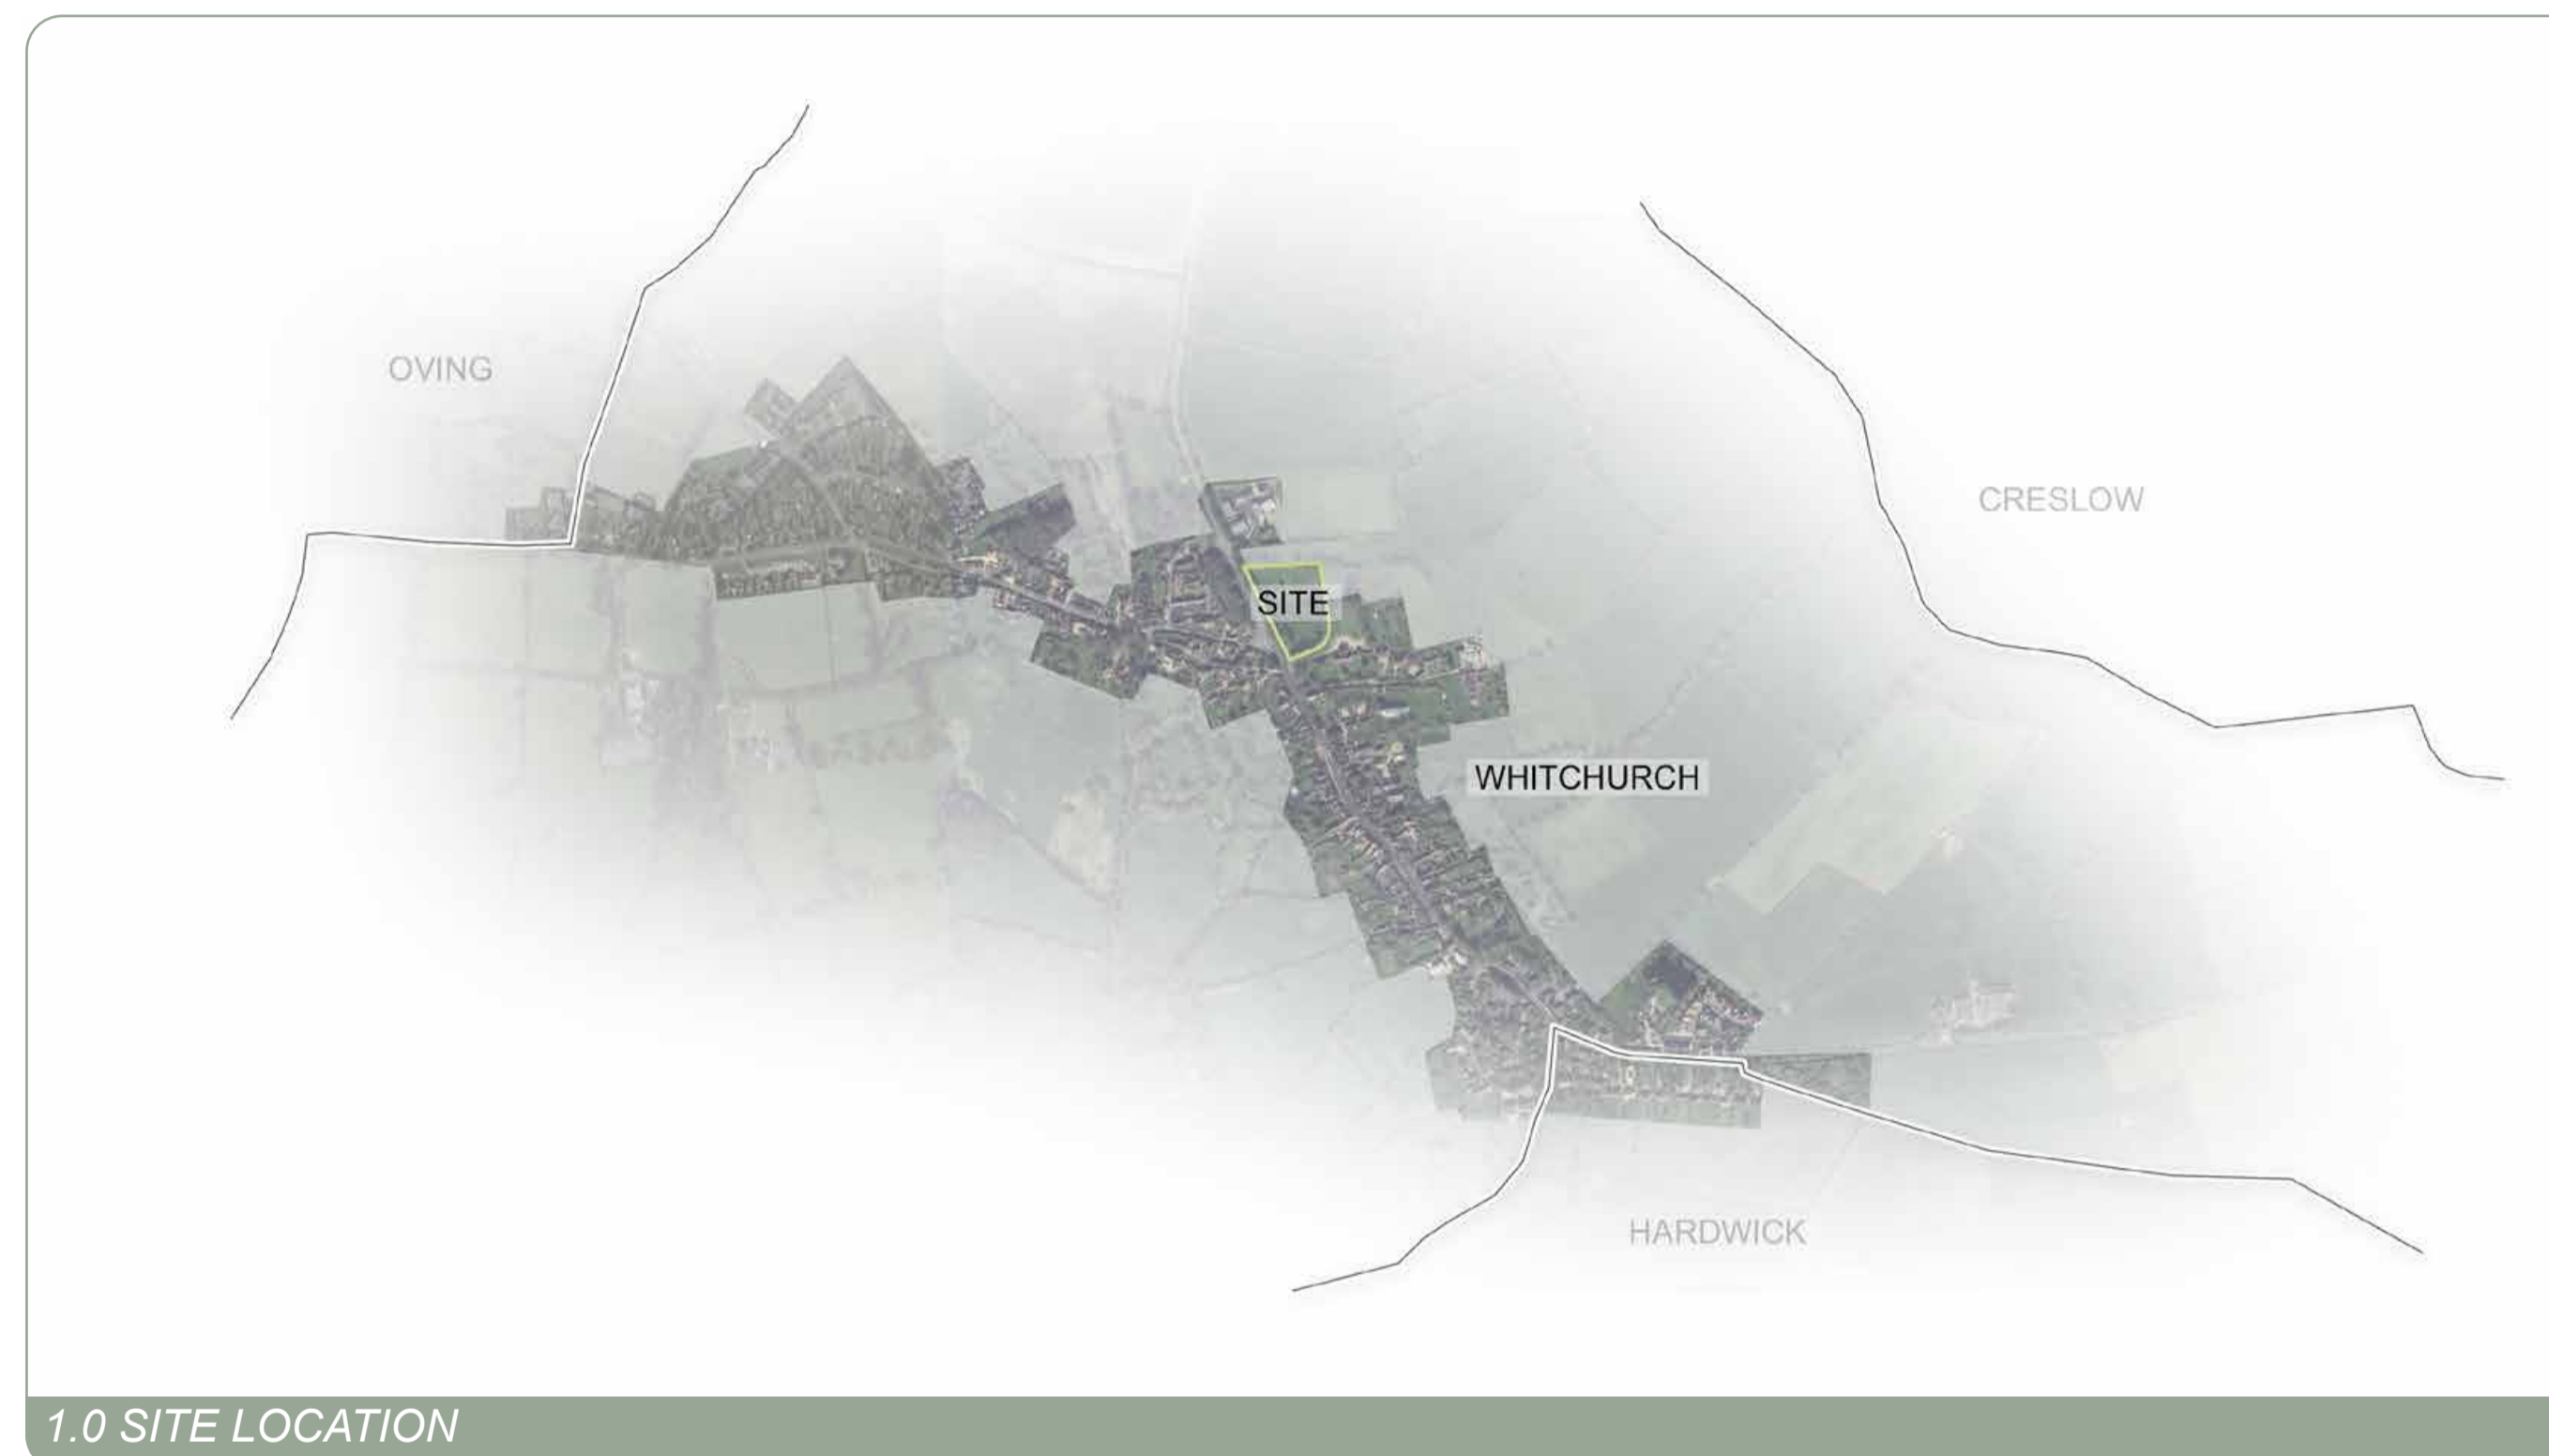 OVING
CRESLOW
SITE
WHITCHURCH
HARDWICK
1.0 SITE LOCATION